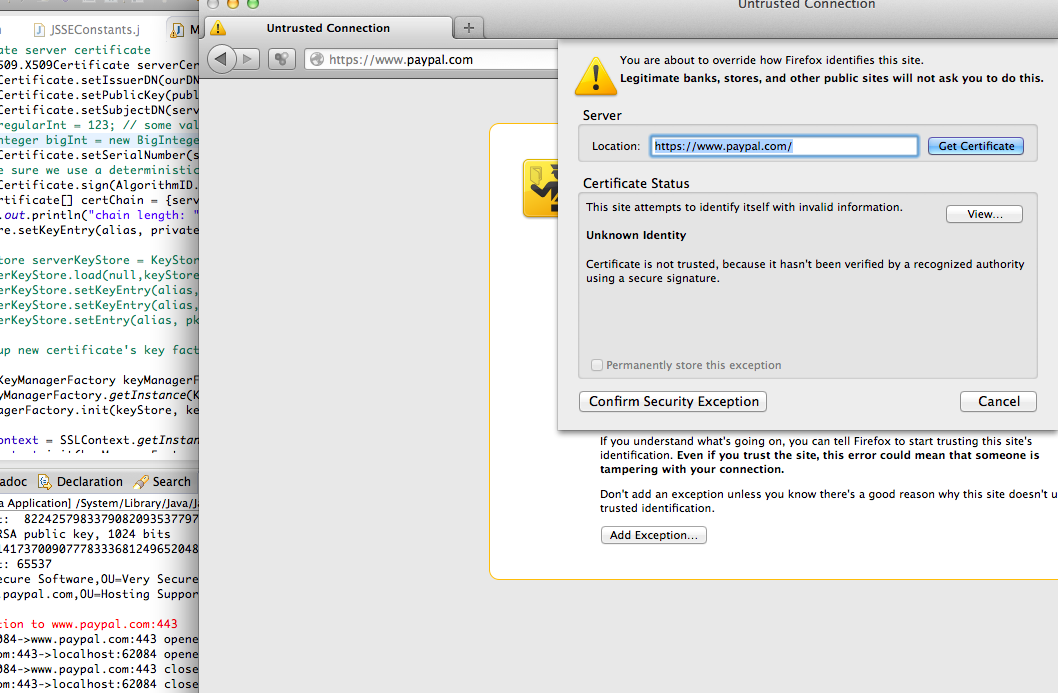 JSSEConstants.j
M
ate server certificate
509.X509Certificate serverCer
Certificate.setIssuerDN(ourDN
Certificate.setPublicKey(publ
Certificate.setSubjectDN(serv
regularInt = 123; // some val
nteger bigInt = new BigIntege
Certificate.setSerialNumber(s
e sure we use a deterministic
Certificate.sign(AlgorithmID.
rtificate[] certChain = {serv
.out.println("chain length: "
re.setKeyEntry(alias, private
tore serverKeyStore = KeyStor
erKeyStore.load(null,keyStore
erKeyStore.setKeyEntry(alias,
erKeyStore.setKeyEntry(alias,
erKeyStore.setEntry(alias, pk
up new certificate's key fact
KeyManagerFactory keyManagerF
yManagerFactory.getInstance(K
agerFactory.init(keyStore, ke
ontext = SSLContext.getInstan
adoc Declaration Search
a Application] /System/Library/Java/Ja
t: 8224257983379082093537797
RSA public key, 1024 bits
14173700907778333681249652048
t: 65537
ecure Software,OU=Very Secure
.paypal.com,OU=Hosting Suppor
tion to www.paypal.com:443
084->www.paypal.com:443 opene
om:443->localhost:62084 opene
084->www.paypal.com:443 close
om:443->localhost:62084 close
Untrusted Connection
Untrusted Connection
https://www.paypal.com
You are about to override how Firefox identifies this site.
Legitimate banks, stores, and other public sites will not ask you to do this.
Server
Location: https://www.paypal.com/ Get Certificate
Certificate Status
This site attempts to identify itself with invalid information.
View...
Unknown Identity
Certificate is not trusted, because it hasn't been verified by a recognized authority
using a secure signature.
Permanently store this exception
Confirm Security Exception Cancel
If you understand what's going on, you can tell Firefox to start trusting this site's
identification. Even if you trust the site, this error could mean that someone is
tampering with your connection.
Don't add an exception unless you know there's a good reason why this site doesn't u
trusted identification.
Add Exception...